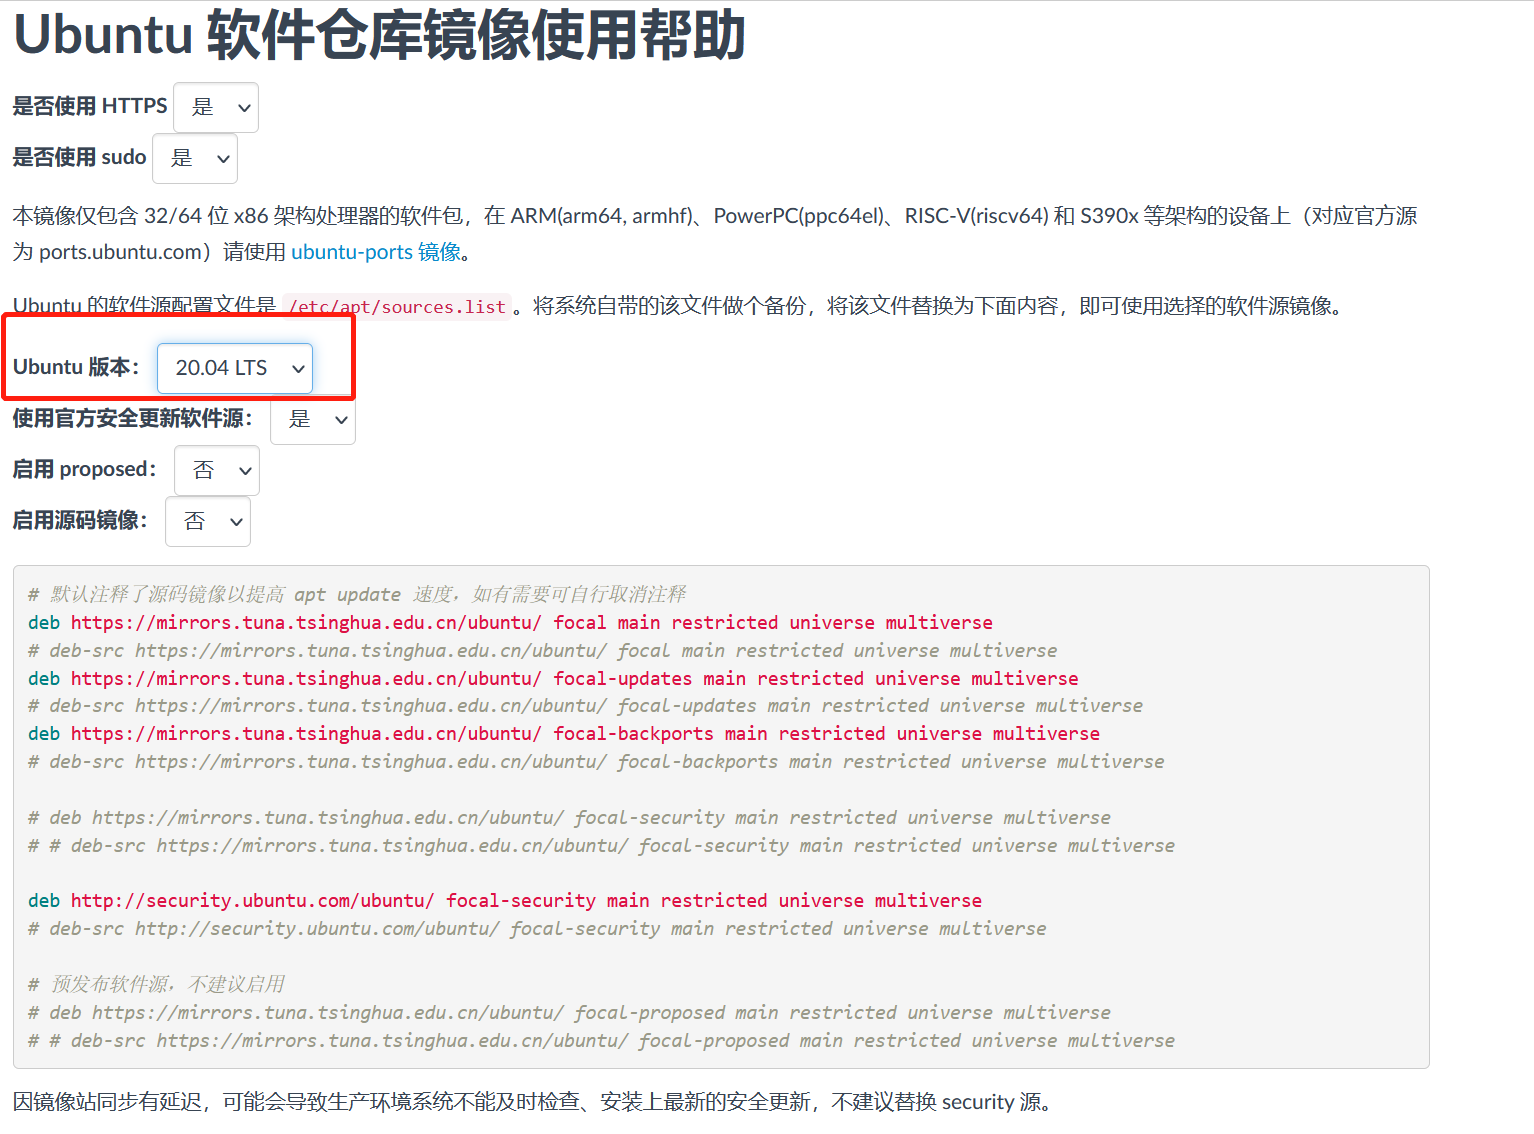 Ubuntu 软件仓库镜像使用帮助
是否使用 HTTPS 是
是否使用 sudo 是
本镜像仅包含 32/64 位 x86 架构处理器的软件包，在 ARM(arm64, armhf)、PowerPC(ppc64el)、RISC-V(riscv64) 和 S390x 等架构的设备上（对应官方源
为 ports.ubuntu.com）请使用 ubuntu-ports 镜像。
Ubuntu 的软件源配置文件是 /etc/apt/sources.list。将系统自带的该文件做个备份，将该文件替换为下面内容，即可使用选择的软件源镜像。
Ubuntu 版本： 20.04 LTS
使用官方安全更新软件源： 是
启用 proposed： 否
启用源码镜像： 否
# 默认注释了源码镜像以提高 apt update 速度，如有需要可自行取消注释
deb https://mirrors.tuna.tsinghua.edu.cn/ubuntu/ focal main restricted universe multiverse
# deb-src https://mirrors.tuna.tsinghua.edu.cn/ubuntu/ focal main restricted universe multiverse
deb https://mirrors.tuna.tsinghua.edu.cn/ubuntu/ focal-updates main restricted universe multiverse
# deb-src https://mirrors.tuna.tsinghua.edu.cn/ubuntu/ focal-updates main restricted universe multiverse
deb https://mirrors.tuna.tsinghua.edu.cn/ubuntu/ focal-backports main restricted universe multiverse
# deb-src https://mirrors.tuna.tsinghua.edu.cn/ubuntu/ focal-backports main restricted universe multiverse
# deb https://mirrors.tuna.tsinghua.edu.cn/ubuntu/ focal-security main restricted universe multiverse
# # deb-src https://mirrors.tuna.tsinghua.edu.cn/ubuntu/ focal-security main restricted universe multiverse
deb http://security.ubuntu.com/ubuntu/ focal-security main restricted universe multiverse
# deb-src http://security.ubuntu.com/ubuntu/ focal-security main restricted universe multiverse
# 预发布软件源，不建议启用
# deb https://mirrors.tuna.tsinghua.edu.cn/ubuntu/ focal-proposed main restricted universe multiverse
# # deb-src https://mirrors.tuna.tsinghua.edu.cn/ubuntu/ focal-proposed main restricted universe multiverse
因镜像站同步有延迟，可能会导致生产环境系统不能及时检查、安装上最新的安全更新，不建议替换 security 源。